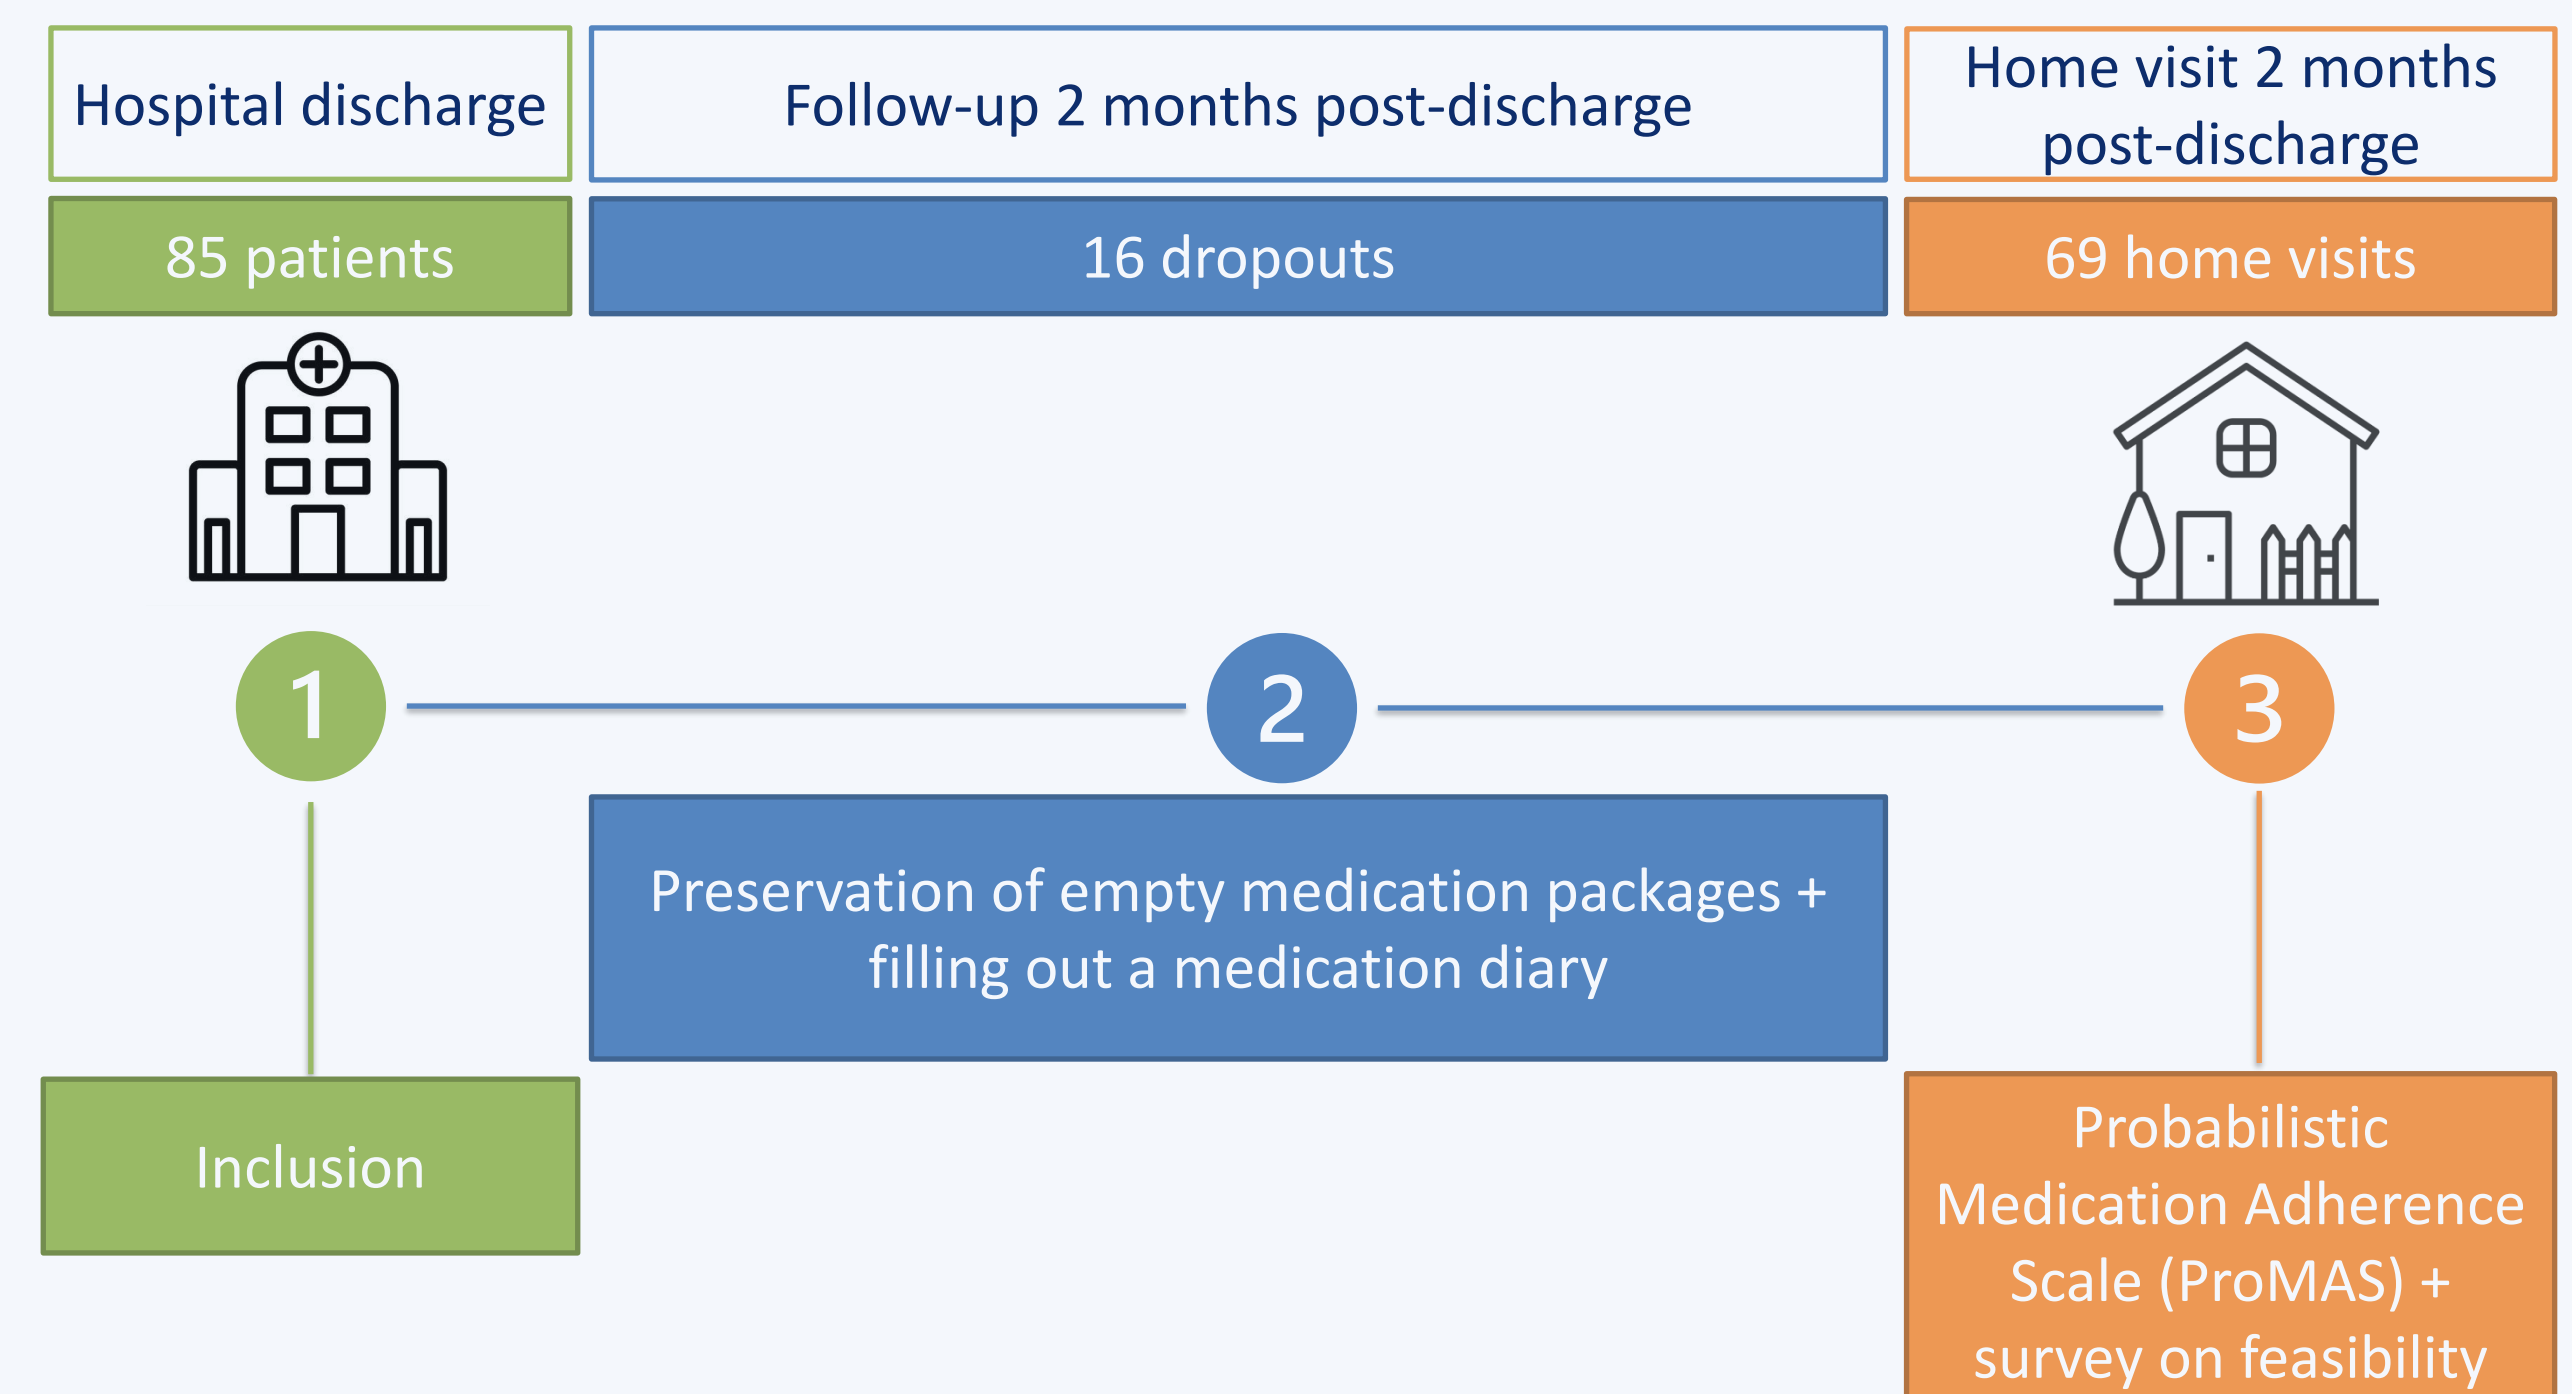 Hospital discharge
Follow-up 2 months post-discharge
Home visit 2 months
post-discharge
85 patients
16 dropouts
69 home visits
1
2
3
Preservation of empty medication packages +
filling out a medication diary
Inclusion
Probabilistic
Medication Adherence
Scale (ProMAS) +
survey on feasibility